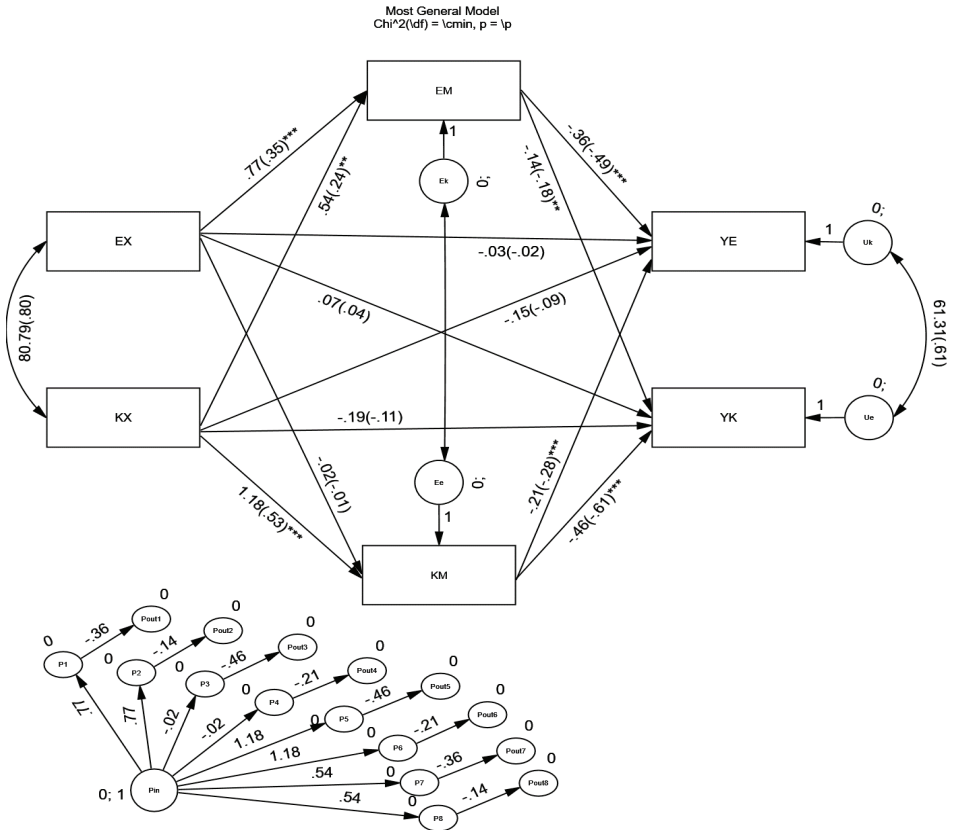 Most General Model
Chi^2(\df) = \cmin, p = \p
EM
1
Ek
0;
.77(.35)***
.54(.24)**
-.36(-.49)***
-.14(-.18)**
EX
YE
1
Uk
0;
-.03(-.02)
80.79(.80)
.07(.04)
-.15(-.09)
61.31(.61)
KX
YK
1
Ue
0;
-.19(-.11)
-.02(-.01)
1.18(.53)***
Ee
0;
1
-.21(-.28)***
-.46(-.61)***
KM
0
P1
-.36
0
Pout1
0
P2
-.14
0
Pout2
0
P3
-.46
0
Pout3
0
P4
-.21
0
Pout4
0
P5
-.46
0
Pout5
0
P6
-.21
0
Pout6
0
P7
-.36
0
Pout7
0
P8
-.14
0
Pout8
.77
.77
-.02
-.02
1.18
1.18
.54
.54
0; 1
Pin